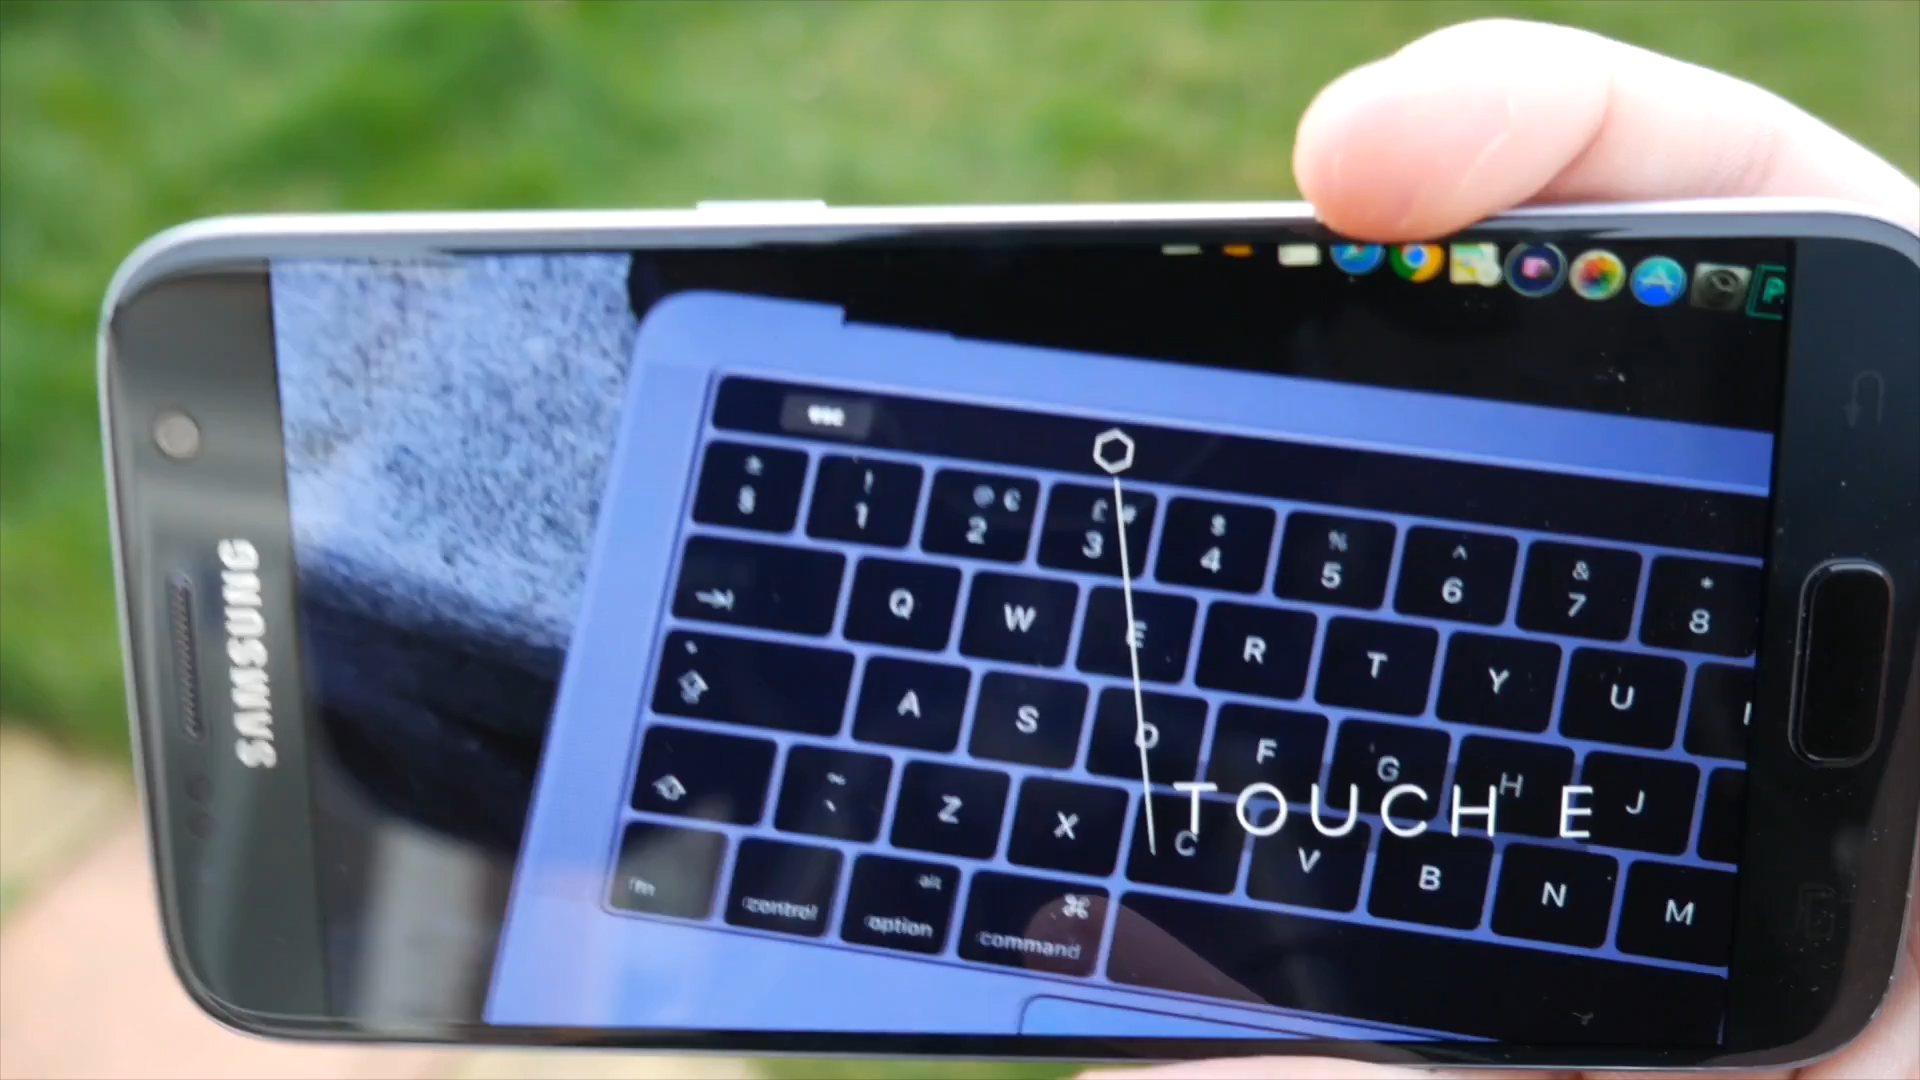 SAMSUNG
esc
± § ! 1 @ € 2 £ # 3 $ 4 % 5 ^ 6 & 7 * 8
Q W E R T Y U
A S D F G H J
~ ` Z X C V B N M
TOUCH E
fn control alt option ⌘ command